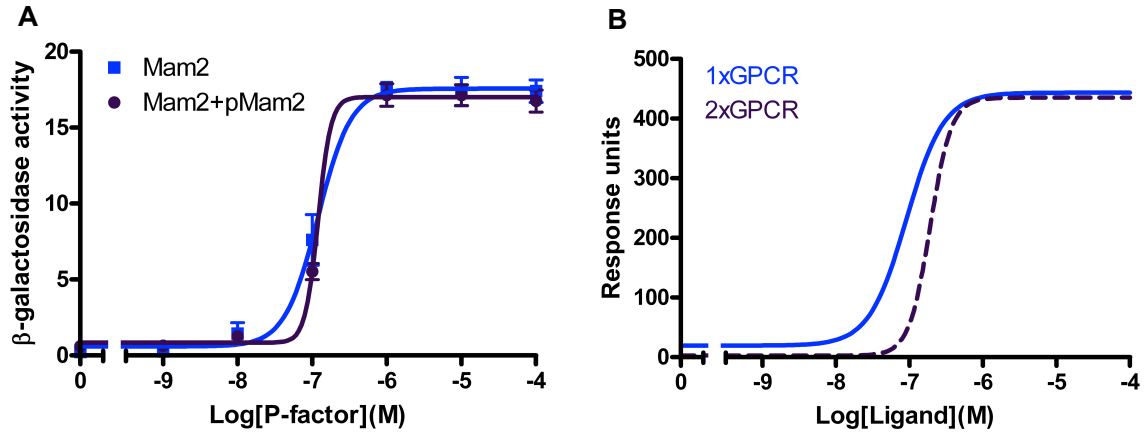 A
β-galactosidase activity
20
15
10
5
0
Mam2
Mam2+pMam2
0 -9 -8 -7 -6 -5 -4
Log[P-factor](M)
B
Response units
500
400
300
200
100
0
1xGPCR
2xGPCR
0 -9 -8 -7 -6 -5 -4
Log[Ligand](M)